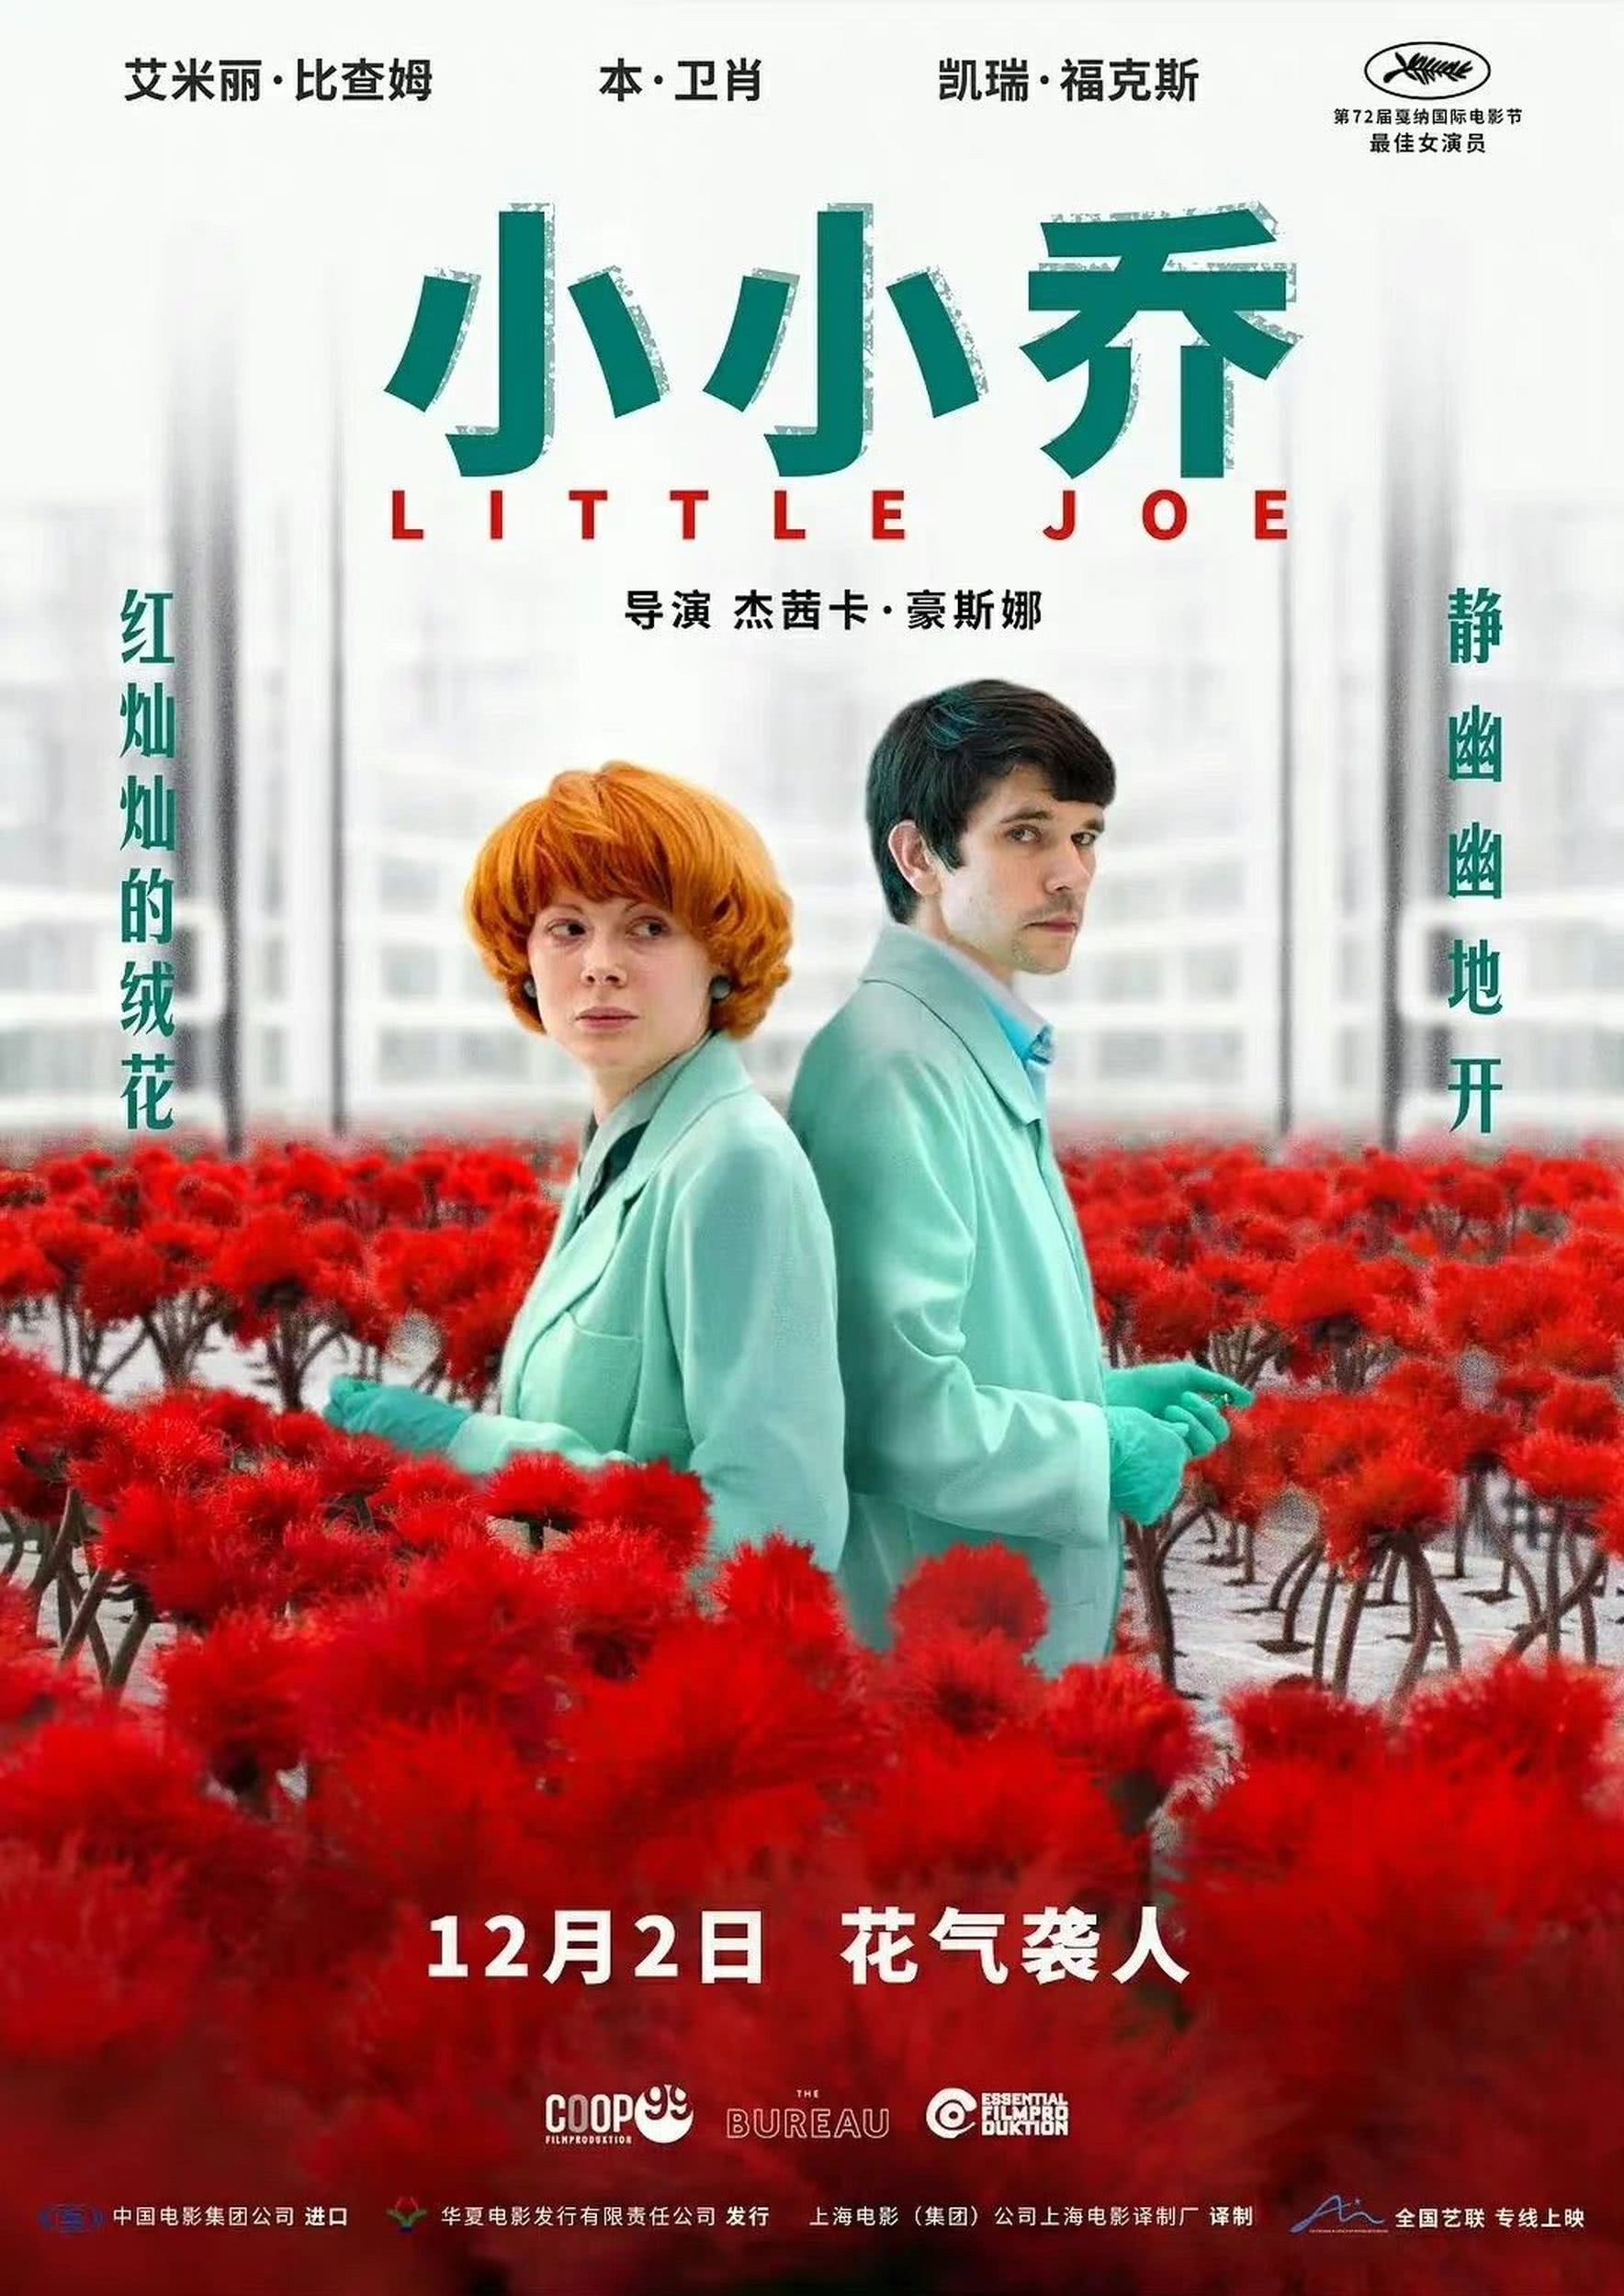 艾米丽·比查姆 本·卫肖 凯瑞·福克斯
第72届戛纳国际电影节
最佳女演员
小小乔
LITTLE JOE
导演 杰茜卡·豪斯娜
红灿灿的绒花
静幽幽地开
12月2日 花气袭人
COOP99
FILMPRODUKTION
THE
BUREAU
ESSENTIAL
FILMPRO
DUKTION
中国电影集团公司 进口 华夏电影发行有限责任公司 发行 上海电影（集团）公司上海电影译制厂 译制 全国艺联 专线上映